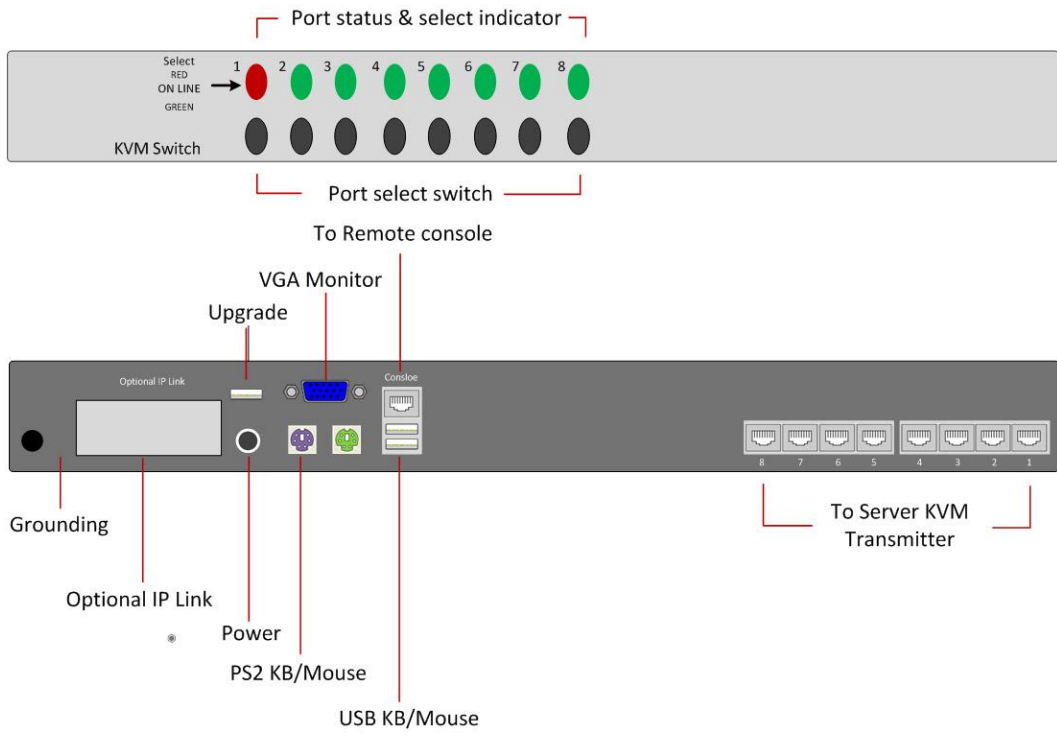 Port status & select indicator
Select
RED
ON LINE
GREEN
1 2 3 4 5 6 7 8
KVM Switch
Port select switch
To Remote console
VGA Monitor
Upgrade
Optional IP Link
Consloe
8 7 6 5 4 3 2 1
Grounding
To Server KVM
Transmitter
Optional IP Link
Power
PS2 KB/Mouse
USB KB/Mouse